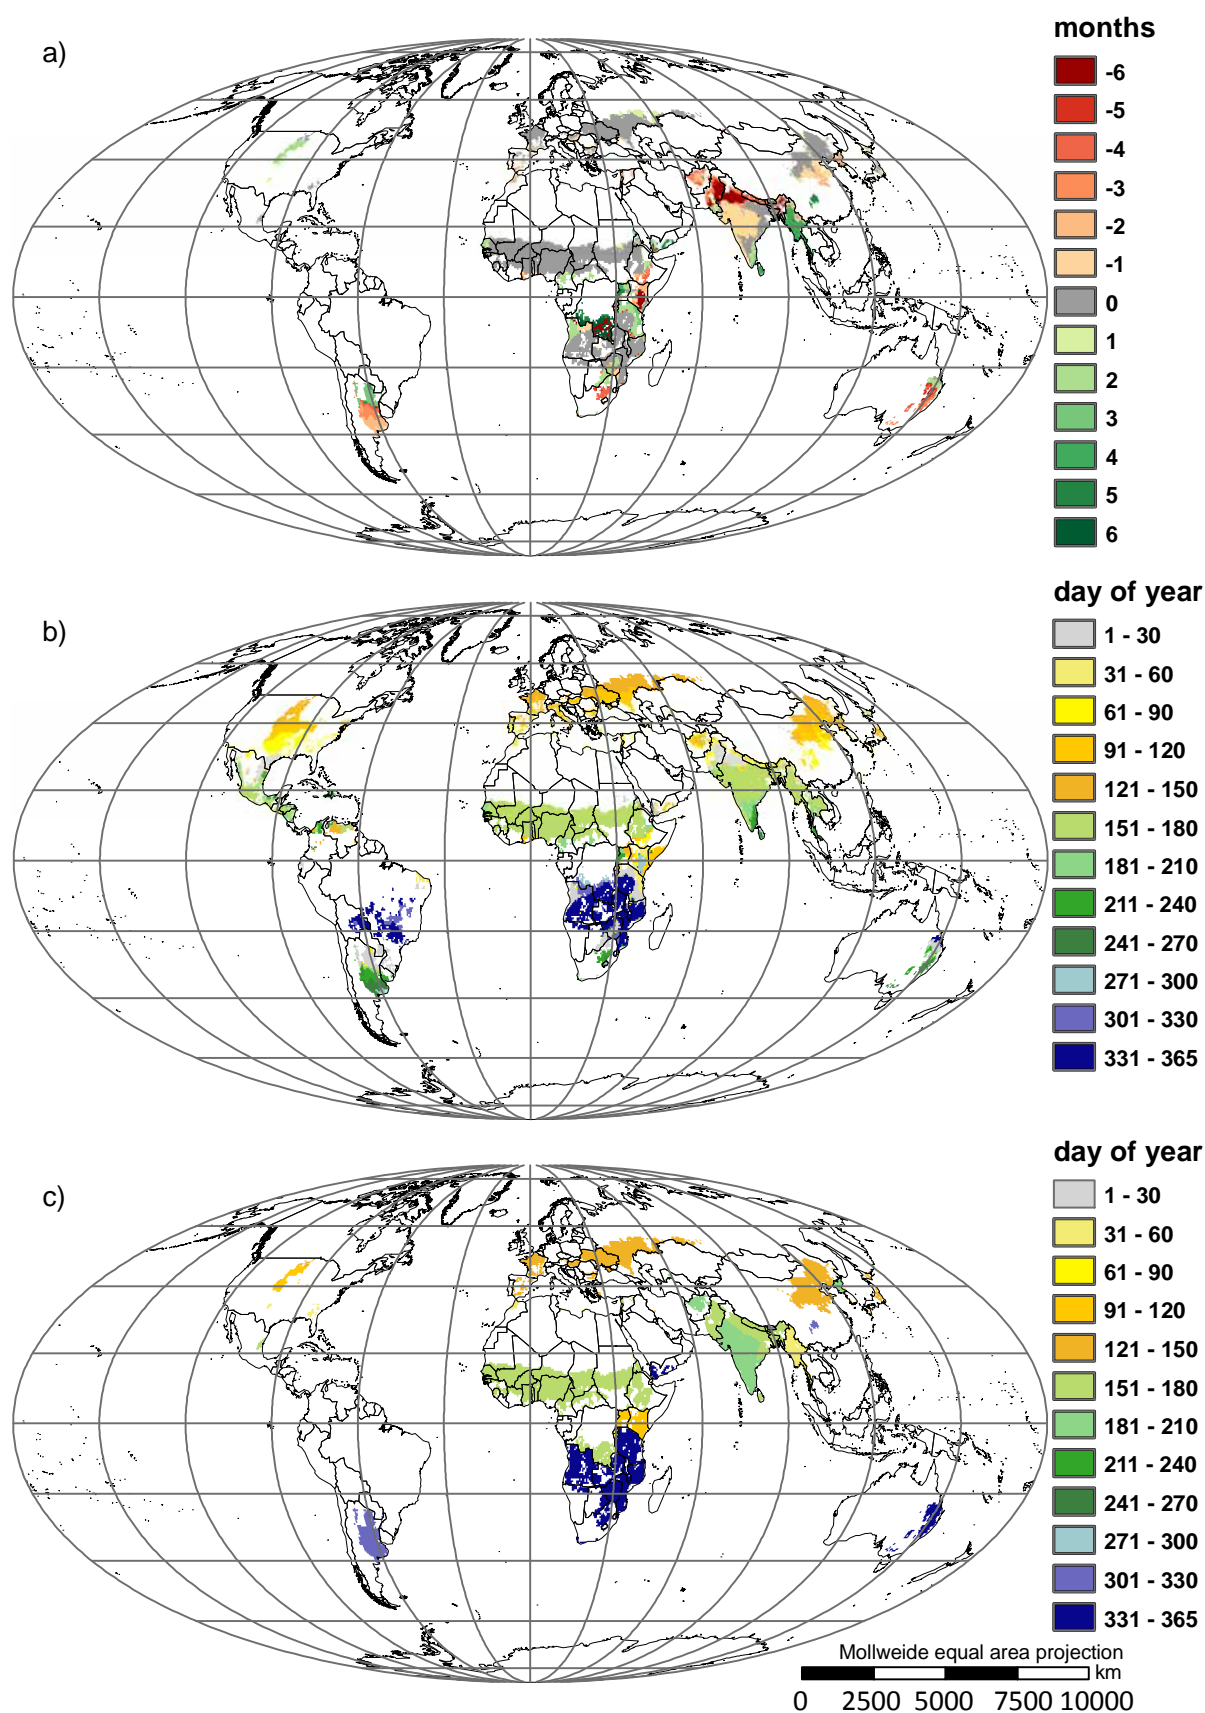 a)
months
-6
-5
-4
-3
-2
-1
0
1
2
3
4
5
6
b)
day of year
1 - 30
31 - 60
61 - 90
91 - 120
121 - 150
151 - 180
181 - 210
211 - 240
241 - 270
271 - 300
301 - 330
331 - 365
c)
day of year
1 - 30
31 - 60
61 - 90
91 - 120
121 - 150
151 - 180
181 - 210
211 - 240
241 - 270
271 - 300
301 - 330
331 - 365
Mollweide equal area projection
km
0 2500 5000 7500 10000